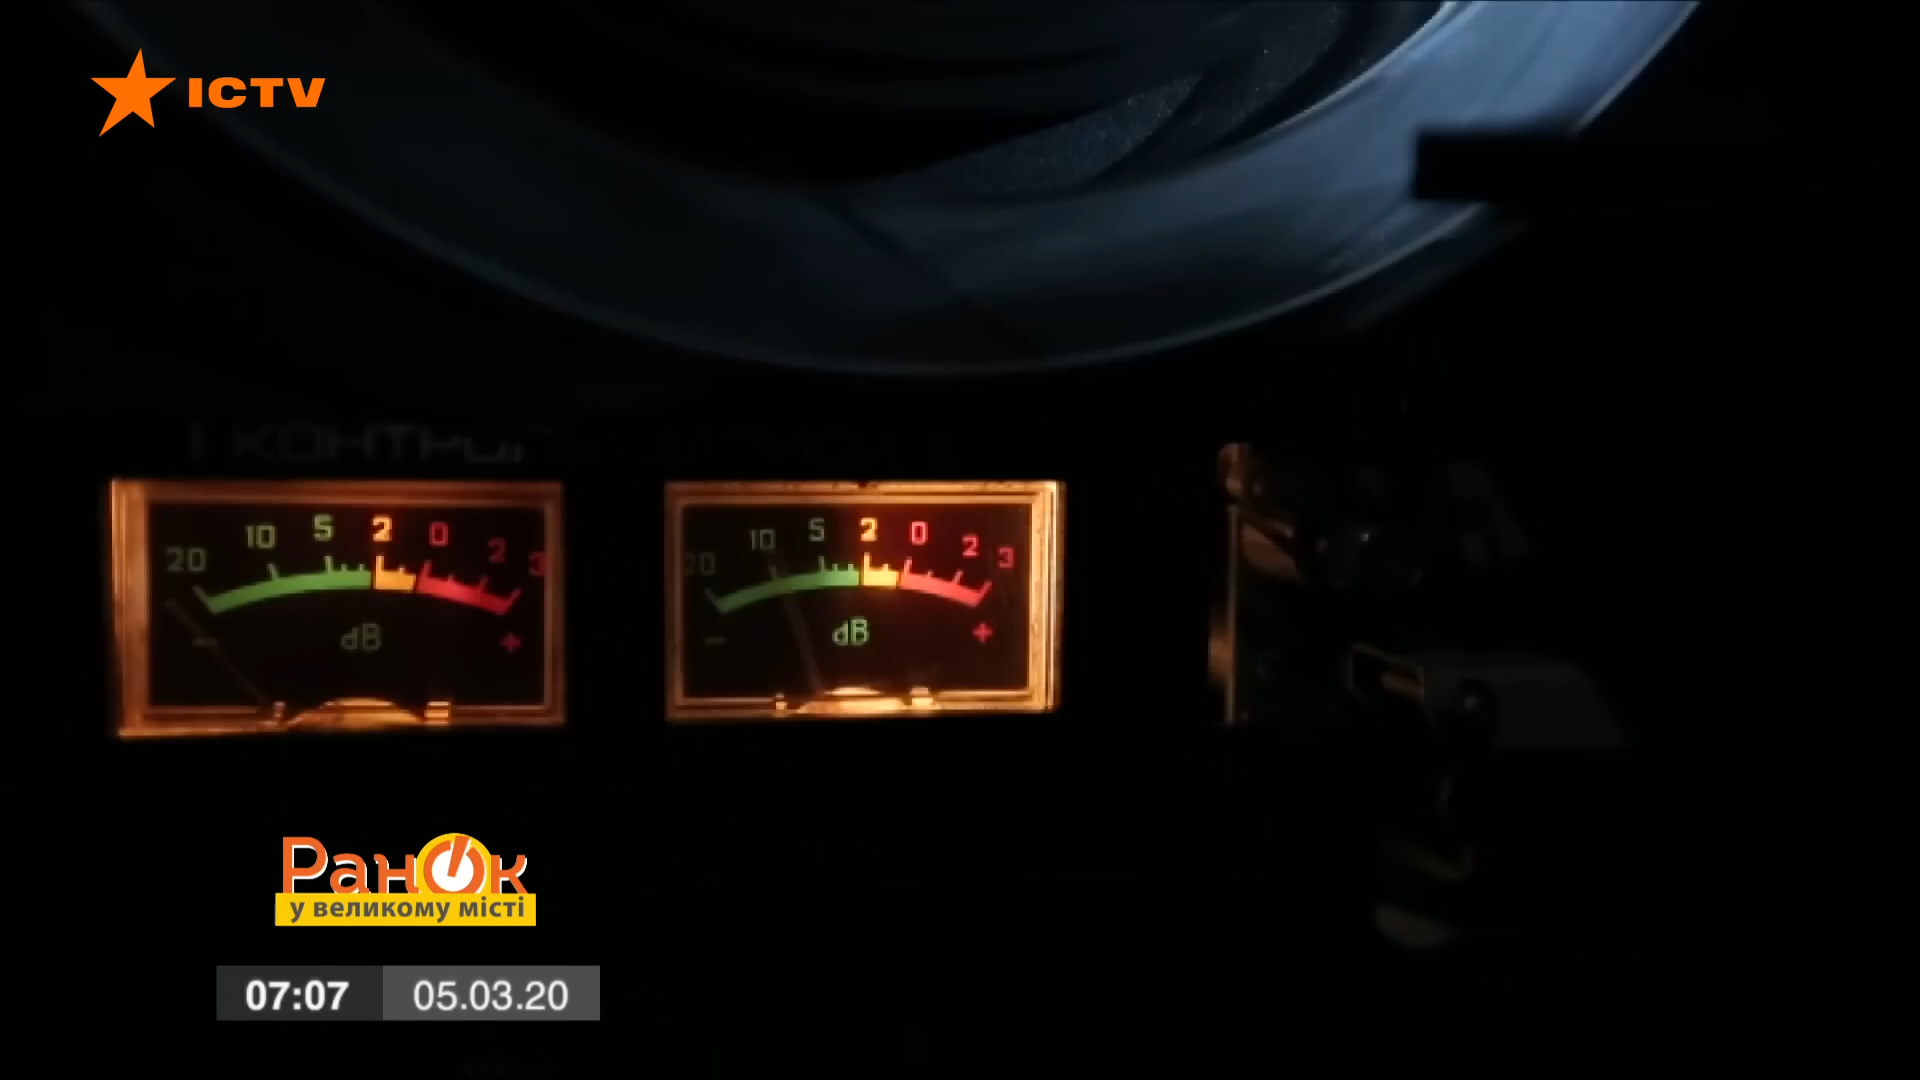 ICTV
20 10 5 2 0 2 3
20 10 5 2 0 2 3
- dB +
- dB +
Ранок
у великому місті
07:07 05.03.20